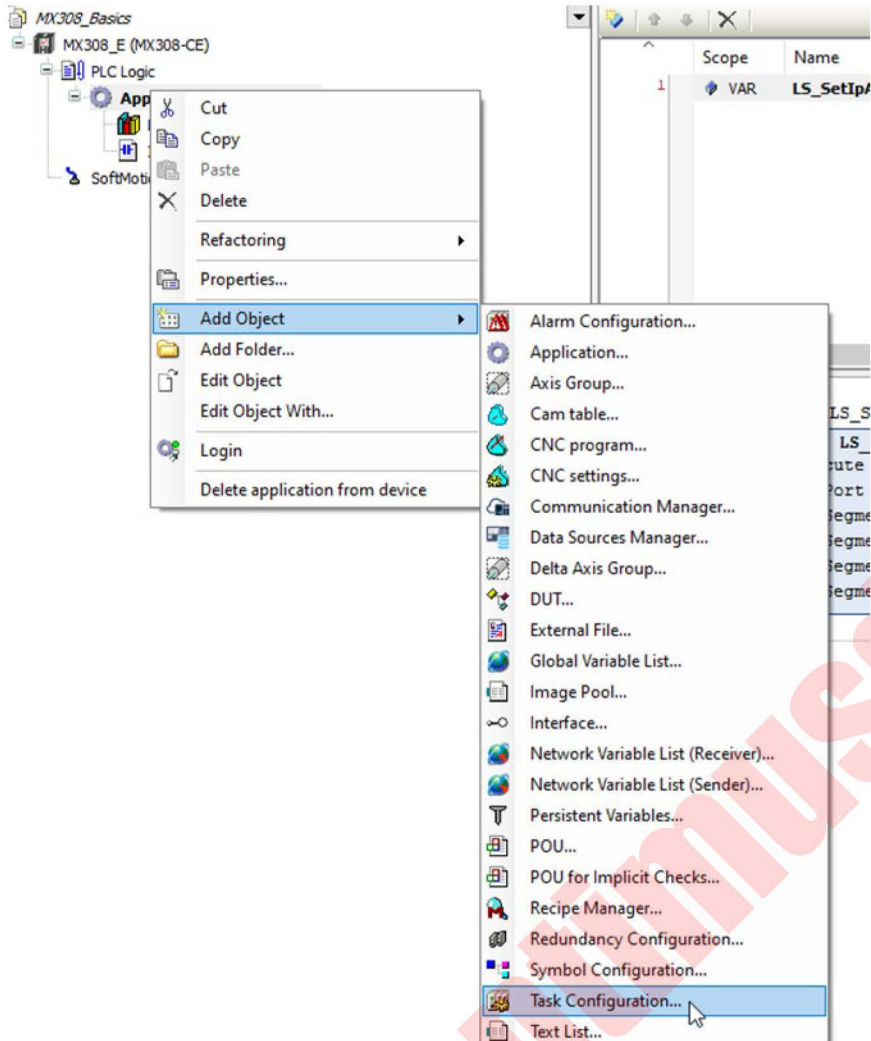 MX308_Basics
MX308_E (MX308-CE)
PLC Logic
App
SoftMoti
Cut
Copy
Paste
Delete
Refactoring
Properties...
Add Object
Add Folder...
Edit Object
Edit Object With...
Login
Delete application from device
Scope Name
1 VAR LS_SetIpA
Alarm Configuration...
Application...
Axis Group...
Cam table...
CNC program...
CNC settings...
Communication Manager...
Data Sources Manager...
Delta Axis Group...
DUT...
External File...
Global Variable List...
Image Pool...
Interface...
Network Variable List (Receiver)...
Network Variable List (Sender)...
Persistent Variables...
POU...
POU for Implicit Checks...
Recipe Manager...
Redundancy Configuration...
Symbol Configuration...
Task Configuration...
Text List...
LS_S
LS_
cute
Port
Segme
Segme
Segme
Segme